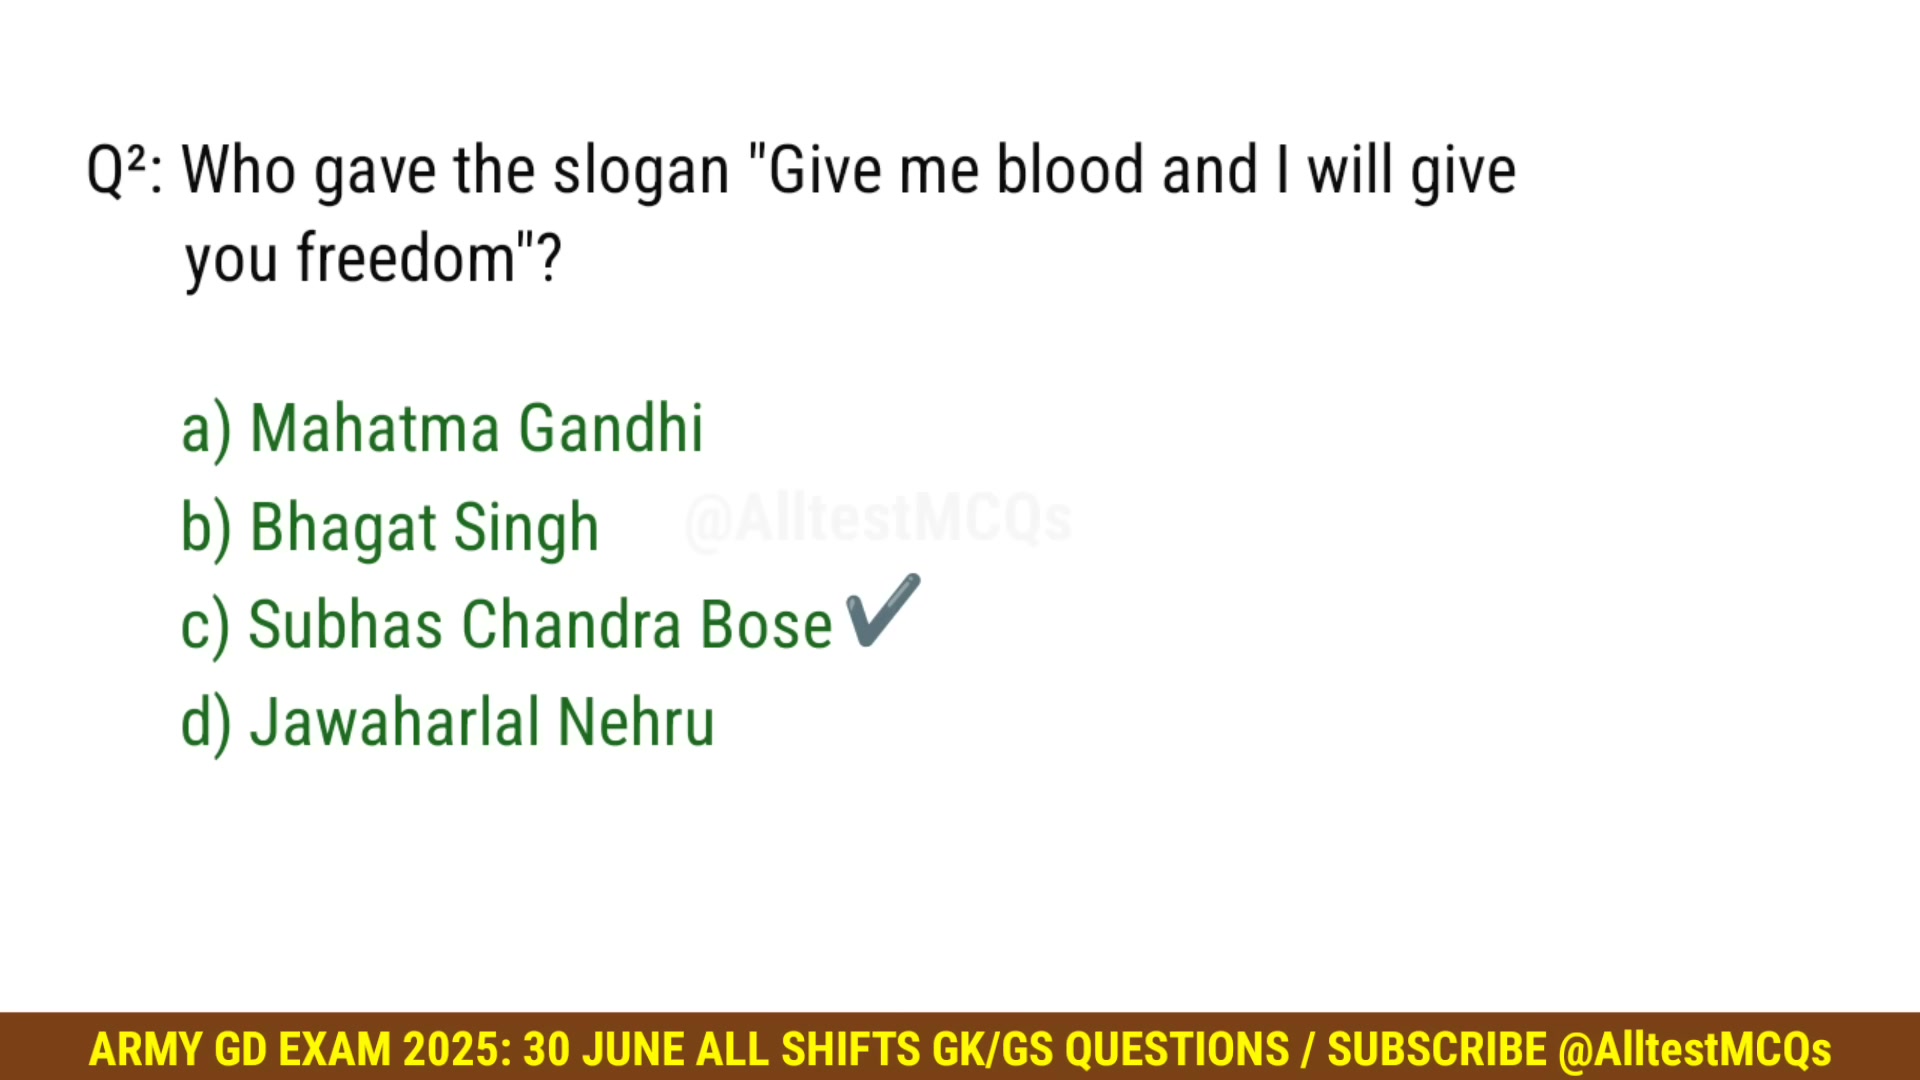 Q²: Who gave the slogan "Give me blood and I will give
you freedom"?
a) Mahatma Gandhi
@AlltestMCQs
b) Bhagat Singh
c) Subhas Chandra Bose ✔
d) Jawaharlal Nehru
ARMY GD EXAM 2025: 30 JUNE ALL SHIFTS GK/GS QUESTIONS / SUBSCRIBE @AlltestMCQs